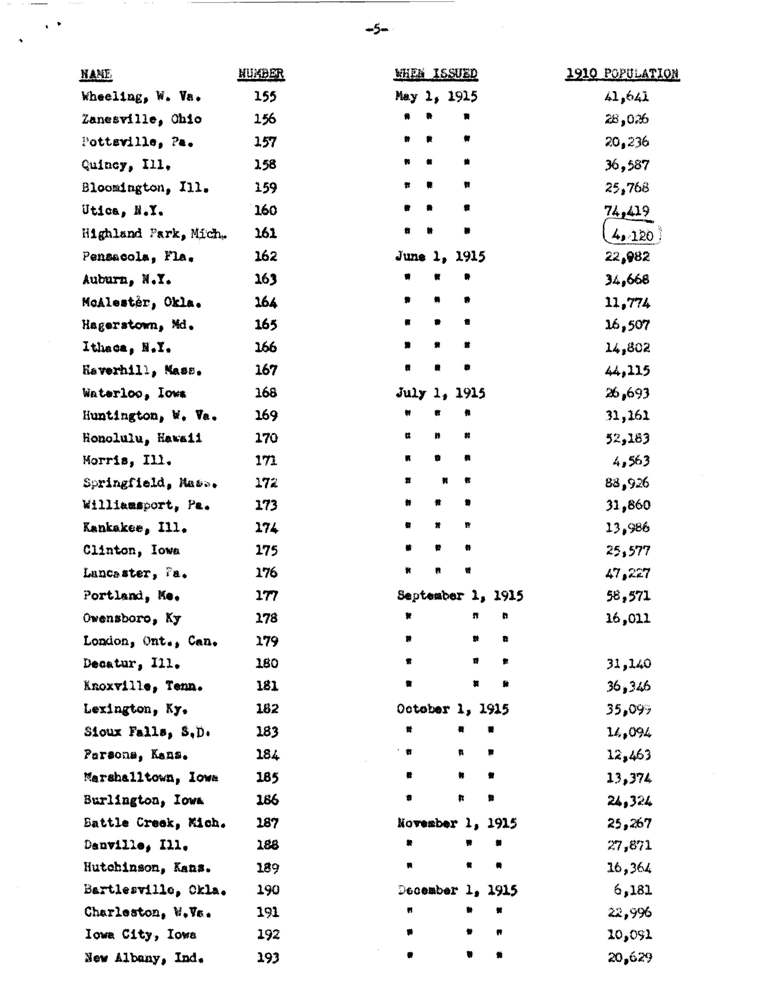 -5-
NAME NUMBER WHEN ISSUED 1910 POPULATION
Wheeling, W. Va. 155 May 1, 1915 41,641
Zanesville, Ohio 156 " " " 28,026
Pottsville, Pa. 157 " " " 20,236
Quincy, Ill. 158 " " " 36,587
Bloomington, Ill. 159 " " " 25,768
Utica, N.Y. 160 " " " 74,419
Highland Park, Mich. 161 " " " 4,120
Pensacola, Fla. 162 June 1, 1915 22,982
Auburn, N.Y. 163 " " " 34,668
McAlester, Okla. 164 " " " 11,774
Hagerstown, Md. 165 " " " 16,507
Ithaca, N.Y. 166 " " " 14,802
Haverhill, Mass. 167 " " " 44,115
Waterloo, Iowa 168 July 1, 1915 26,693
Huntington, W. Va. 169 " " " 31,161
Honolulu, Hawaii 170 " " " 52,183
Morris, Ill. 171 " " " 4,563
Springfield, Mass. 172 " " " 88,926
Williamsport, Pa. 173 " " " 31,860
Kankakee, Ill. 174 " " " 13,986
Clinton, Iowa 175 " " " 25,577
Lancaster, Pa. 176 " " " 47,227
Portland, Me. 177 September 1, 1915 58,571
Owensboro, Ky 178 " " " 16,011
London, Ont., Can. 179 " " "
Decatur, Ill. 180 " " " 31,140
Knoxville, Tenn. 181 " " " 36,346
Lexington, Ky. 182 October 1, 1915 35,099
Sioux Falls, S.D. 183 " " " 14,094
Parsons, Kans. 184 " " " 12,463
Marshalltown, Iowa 185 " " " 13,374
Burlington, Iowa 186 " " " 24,324
Battle Creek, Mich. 187 November 1, 1915 25,267
Danville, Ill. 188 " " " 27,871
Hutchinson, Kans. 189 " " " 16,364
Bartlesville, Okla. 190 December 1, 1915 6,181
Charleston, W.Va. 191 " " " 22,996
Iowa City, Iowa 192 " " " 10,091
New Albany, Ind. 193 " " " 20,629